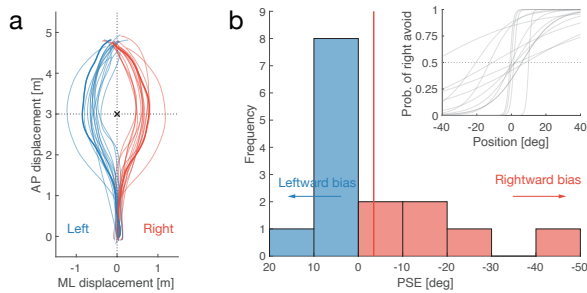 a
5
4
3
2
1
0
AP displacement [m]
Left
Right
-1
0
1
ML displacement [m]
b
9
8
7
6
5
4
3
2
1
0
Frequency
Leftward bias
Rightward bias
20
10
0
-10
-20
-30
-40
-50
PSE [deg]
1
0.5
0
Prob. of right avoid
-40
-20
0
20
40
Position [deg]